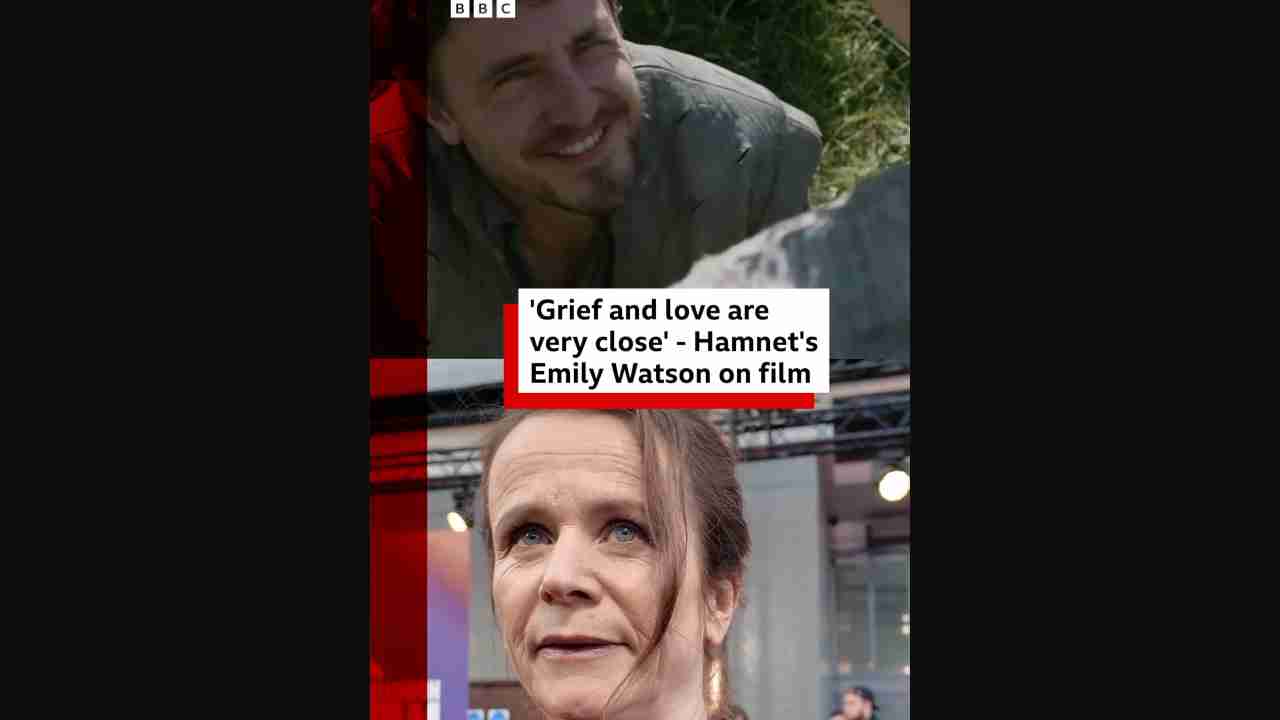 BBC
'Grief and love are
very close' - Hamnet's
Emily Watson on film